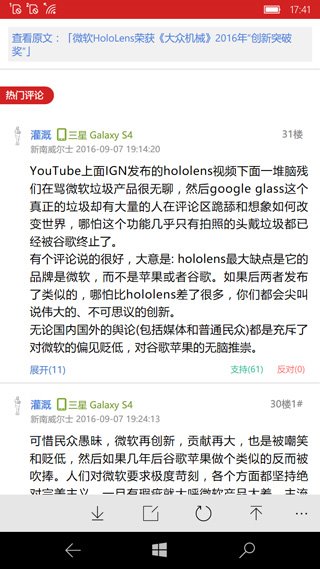 17:41
查看原文：「微软HoloLens荣获《大众机械》2016年"创新突破
奖"」
热门评论
灌溉 三星 Galaxy S4 31楼
新南威尔士 2016-09-07 19:14:20
YouTube上面IGN发布的hololens视频下面一堆脑残
们在骂微软垃圾产品很无聊，然后google glass这个
真正的垃圾却有大量的人在评论区跪舔和想象如何改
变世界，哪怕这个功能几乎只有拍照的头戴垃圾都已
经被谷歌终止了。
有个评论说的很好，大意是: hololens最大缺点是它的
品牌是微软，而不是苹果或者谷歌。如果后两者发布
了类似的，哪怕比hololens差了很多，你们都会尖叫
说伟大的、不可思议的创新。
无论国内国外的舆论(包括媒体和普通民众)都是充斥了
对微软的偏见贬低，对谷歌苹果的无脑推崇。
展开(11) 支持(61) 反对(0)
灌溉 三星 Galaxy S4 30楼1#
新南威尔士 2016-09-07 19:24:13
可惜民众愚昧，微软再创新，贡献再大，也是被嘲笑
和贬低，然后如果几年后谷歌苹果做个类似的反而被
吹捧。人们对微软要求极度苛刻，各个方面都坚持绝
对完美主义，一旦有瑕疵就大呼微软产品太差，主流